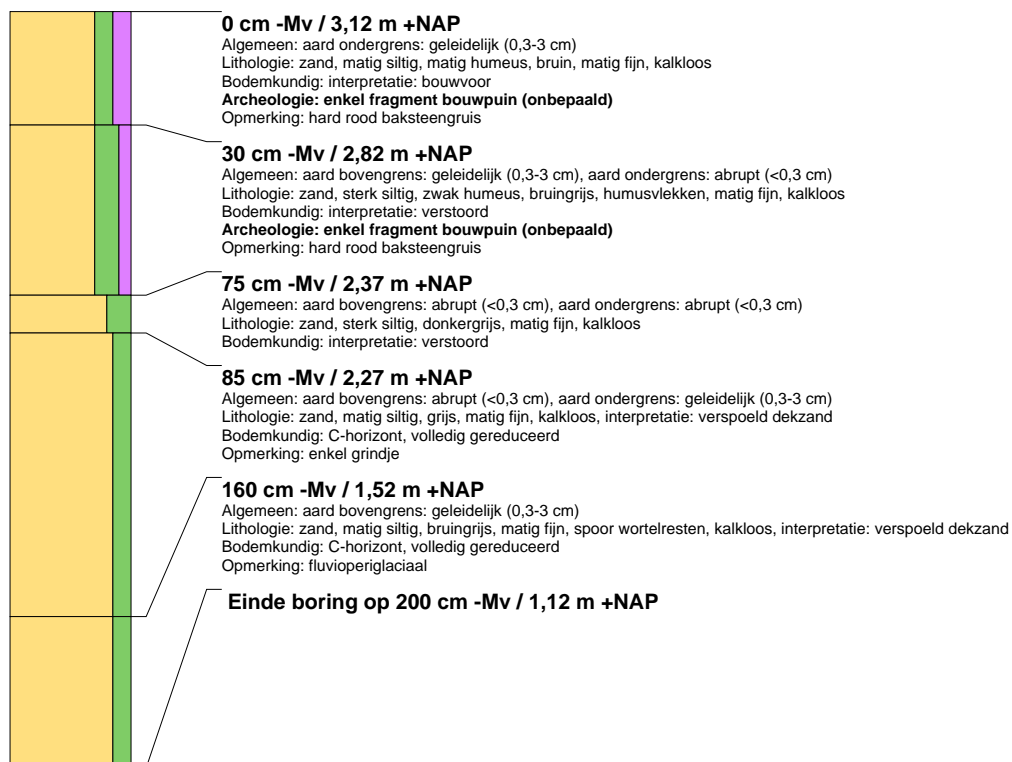 0 cm -Mv / 3,12 m +NAP
Algemeen: aard ondergrens: geleidelijk (0,3-3 cm)
Lithologie: zand, matig siltig, matig humeus, bruin, matig fijn, kalkloos
Bodemkundig: interpretatie: bouwvoor
Archeologie: enkel fragment bouwpuin (onbepaald)
Opmerking: hard rood baksteengruis
30 cm -Mv / 2,82 m +NAP
Algemeen: aard bovengrens: geleidelijk (0,3-3 cm), aard ondergrens: abrupt (<0,3 cm)
Lithologie: zand, sterk siltig, zwak humeus, bruingrijs, humusvlekken, matig fijn, kalkloos
Bodemkundig: interpretatie: verstoord
Archeologie: enkel fragment bouwpuin (onbepaald)
Opmerking: hard rood baksteengruis
75 cm -Mv / 2,37 m +NAP
Algemeen: aard bovengrens: abrupt (<0,3 cm), aard ondergrens: abrupt (<0,3 cm)
Lithologie: zand, sterk siltig, donkergrijs, matig fijn, kalkloos
Bodemkundig: interpretatie: verstoord
85 cm -Mv / 2,27 m +NAP
Algemeen: aard bovengrens: abrupt (<0,3 cm), aard ondergrens: geleidelijk (0,3-3 cm)
Lithologie: zand, matig siltig, grijs, matig fijn, kalkloos, interpretatie: verspoeld dekzand
Bodemkundig: C-horizont, volledig gereduceerd
Opmerking: enkel grindje
160 cm -Mv / 1,52 m +NAP
Algemeen: aard bovengrens: geleidelijk (0,3-3 cm)
Lithologie: zand, matig siltig, bruingrijs, matig fijn, spoor wortelresten, kalkloos, interpretatie: verspoeld dekzand
Bodemkundig: C-horizont, volledig gereduceerd
Opmerking: fluvioperiglaciaal
Einde boring op 200 cm -Mv / 1,12 m +NAP